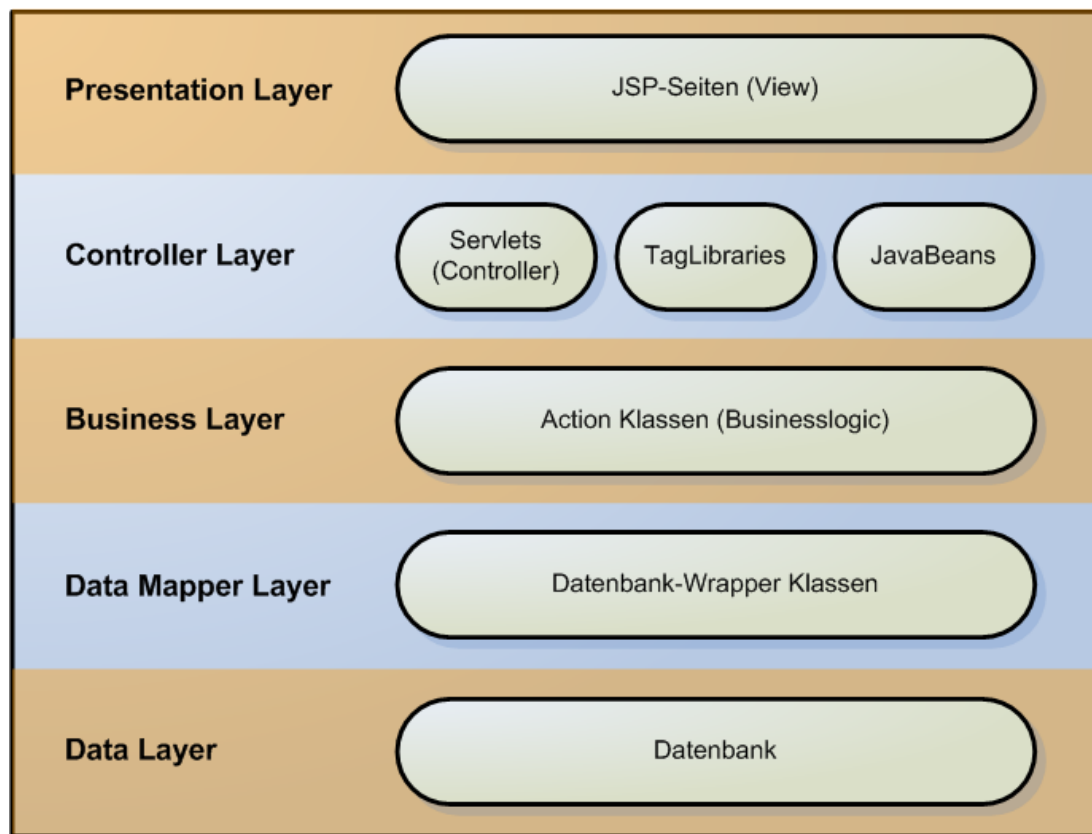 Presentation Layer
JSP-Seiten (View)
Controller Layer
Servlets
(Controller)
TagLibraries
JavaBeans
Business Layer
Action Klassen (Businesslogic)
Data Mapper Layer
Datenbank-Wrapper Klassen
Data Layer
Datenbank